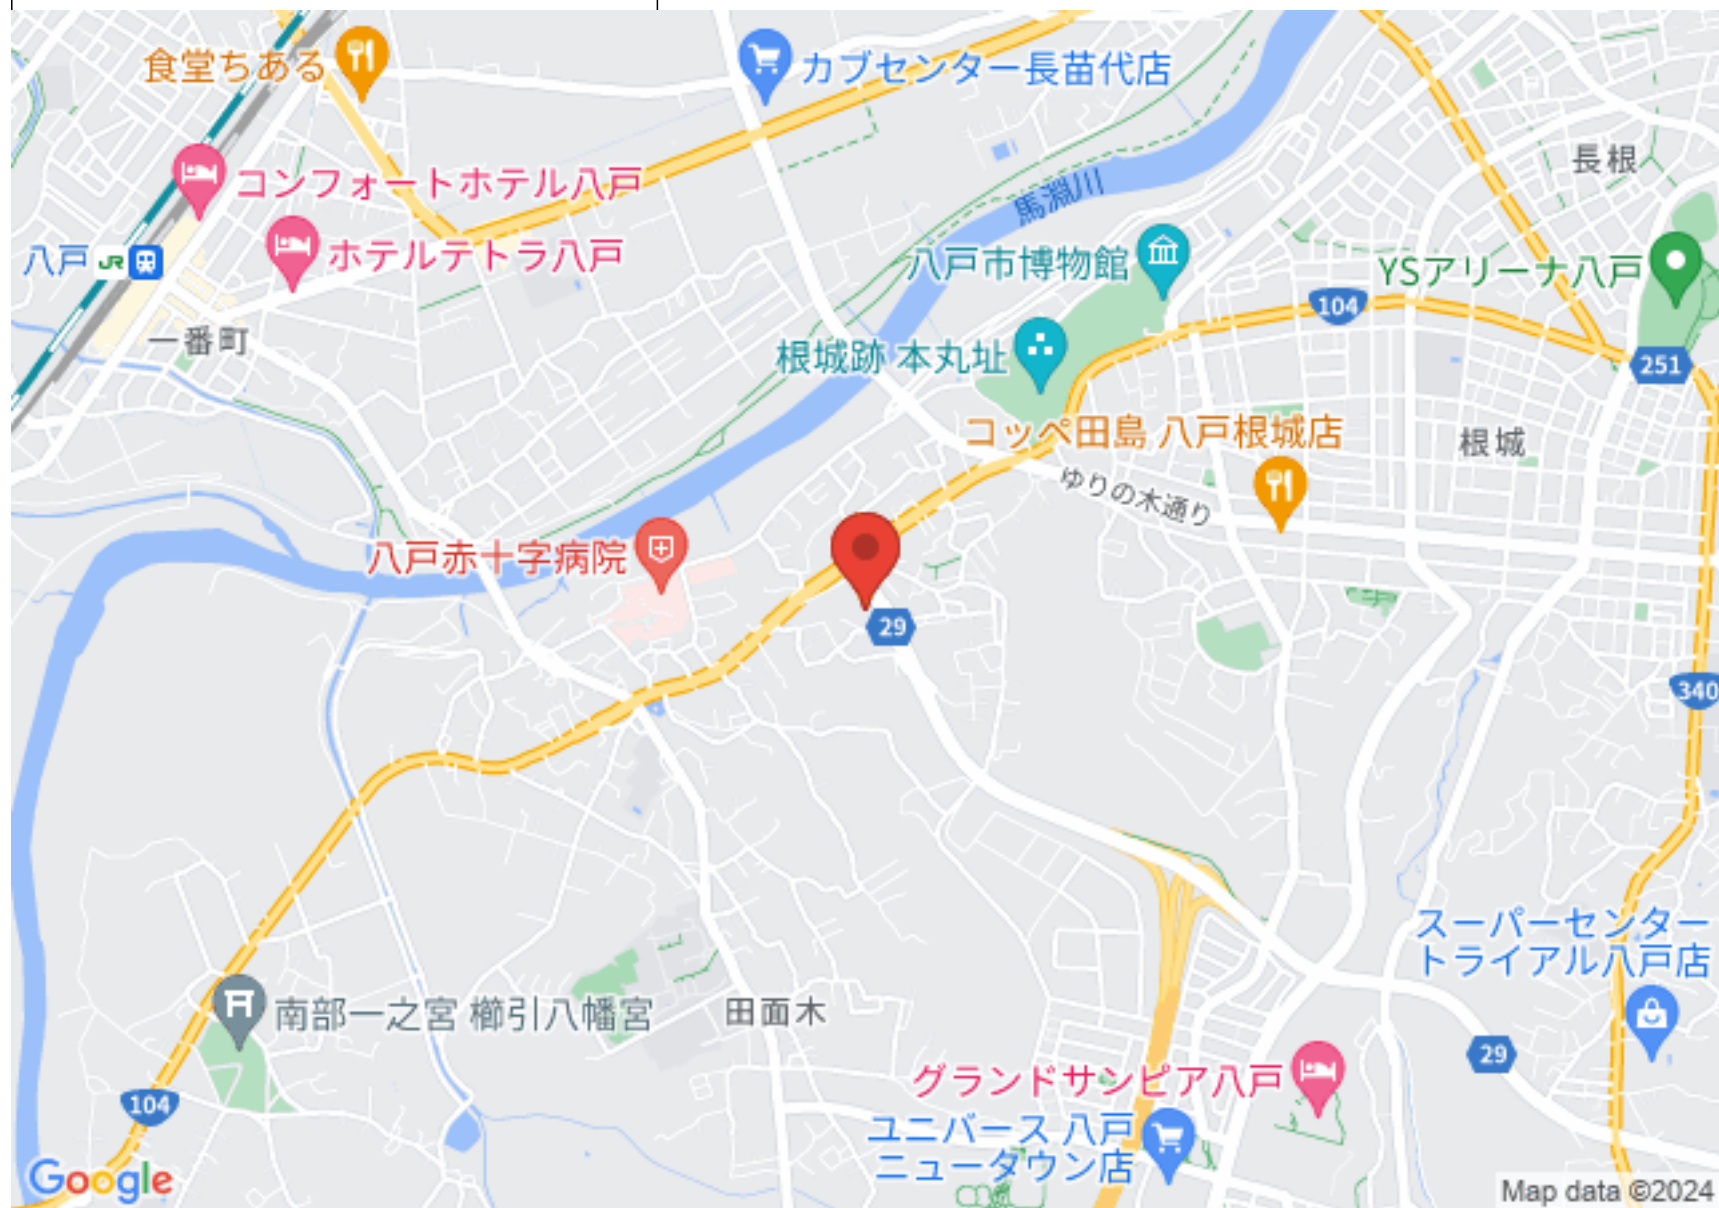 食堂ちある
カブセンター長苗代店
長根
コンフォートホテル八戸
馬淵川
ホテルテトラ八戸
八戸 JR
八戸市博物館
YSアリーナ八戸
104
一番町
根城跡 本丸址
251
コッペ田島 八戸根城店
根城
ゆりの木通り
八戸赤十字病院
29
340
スーパーセンター
トライアル八戸店
南部一之宮 櫛引八幡宮
田面木
29
グランドサンピア八戸
104
ユニバース 八戸
ニュータウン店
Google
Map data ©2024